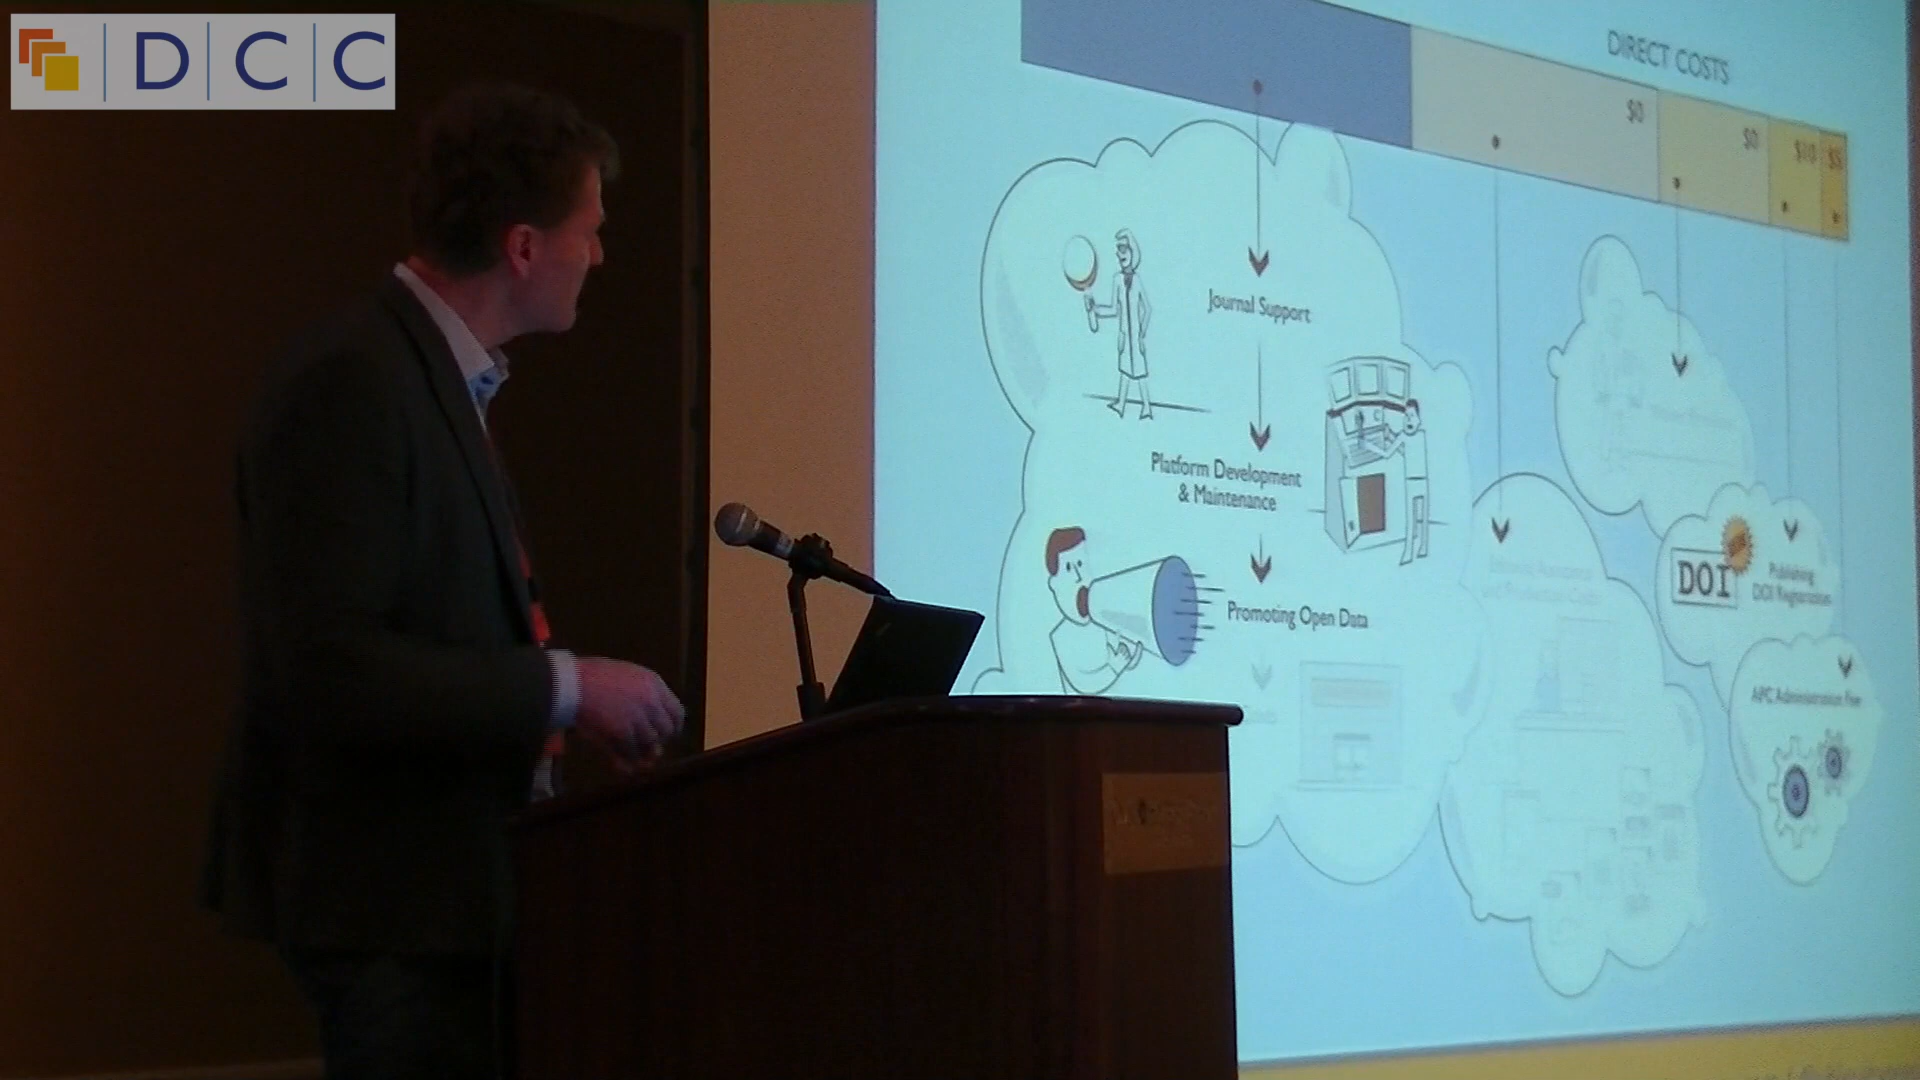 DCC
DIRECT COSTS
$0
$0
$10
$5
Journal Support
Platform Development
& Maintenance
Promoting Open Data
DOI
Publishing
DOI Registration
APC Administration Fee